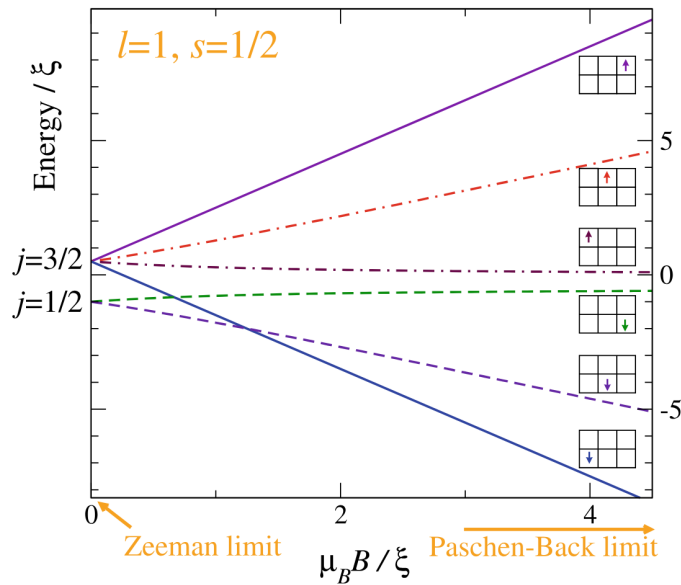 l=1, s=1/2
Energy / ξ
5
j=3/2
0
j=1/2
-5
0
2
4
Zeeman limit
Paschen-Back limit
μ_B B / ξ